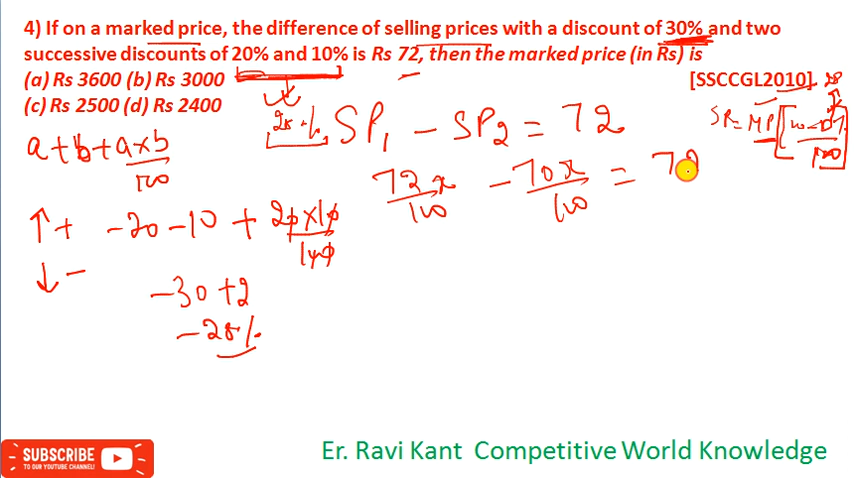 4) If on a marked price, the difference of selling prices with a discount of 30% and two
successive discounts of 20% and 10% is Rs 72, then the marked price (in Rs) is
(a) Rs 3600 (b) Rs 3000 [SSCCGL2010]
(c) Rs 2500 (d) Rs 2400
28%
28
SP₁ - SP₂ = 72
SP = MP [100-D%/100]
a+b+a×b/100
72x/100 - 70x/100 = 72
↑ + -20-10 + 20×10/100
↓ -
-30+2
-28%
SUBSCRIBE
TO OUR YOUTUBE CHANNEL!
Er. Ravi Kant Competitive World Knowledge